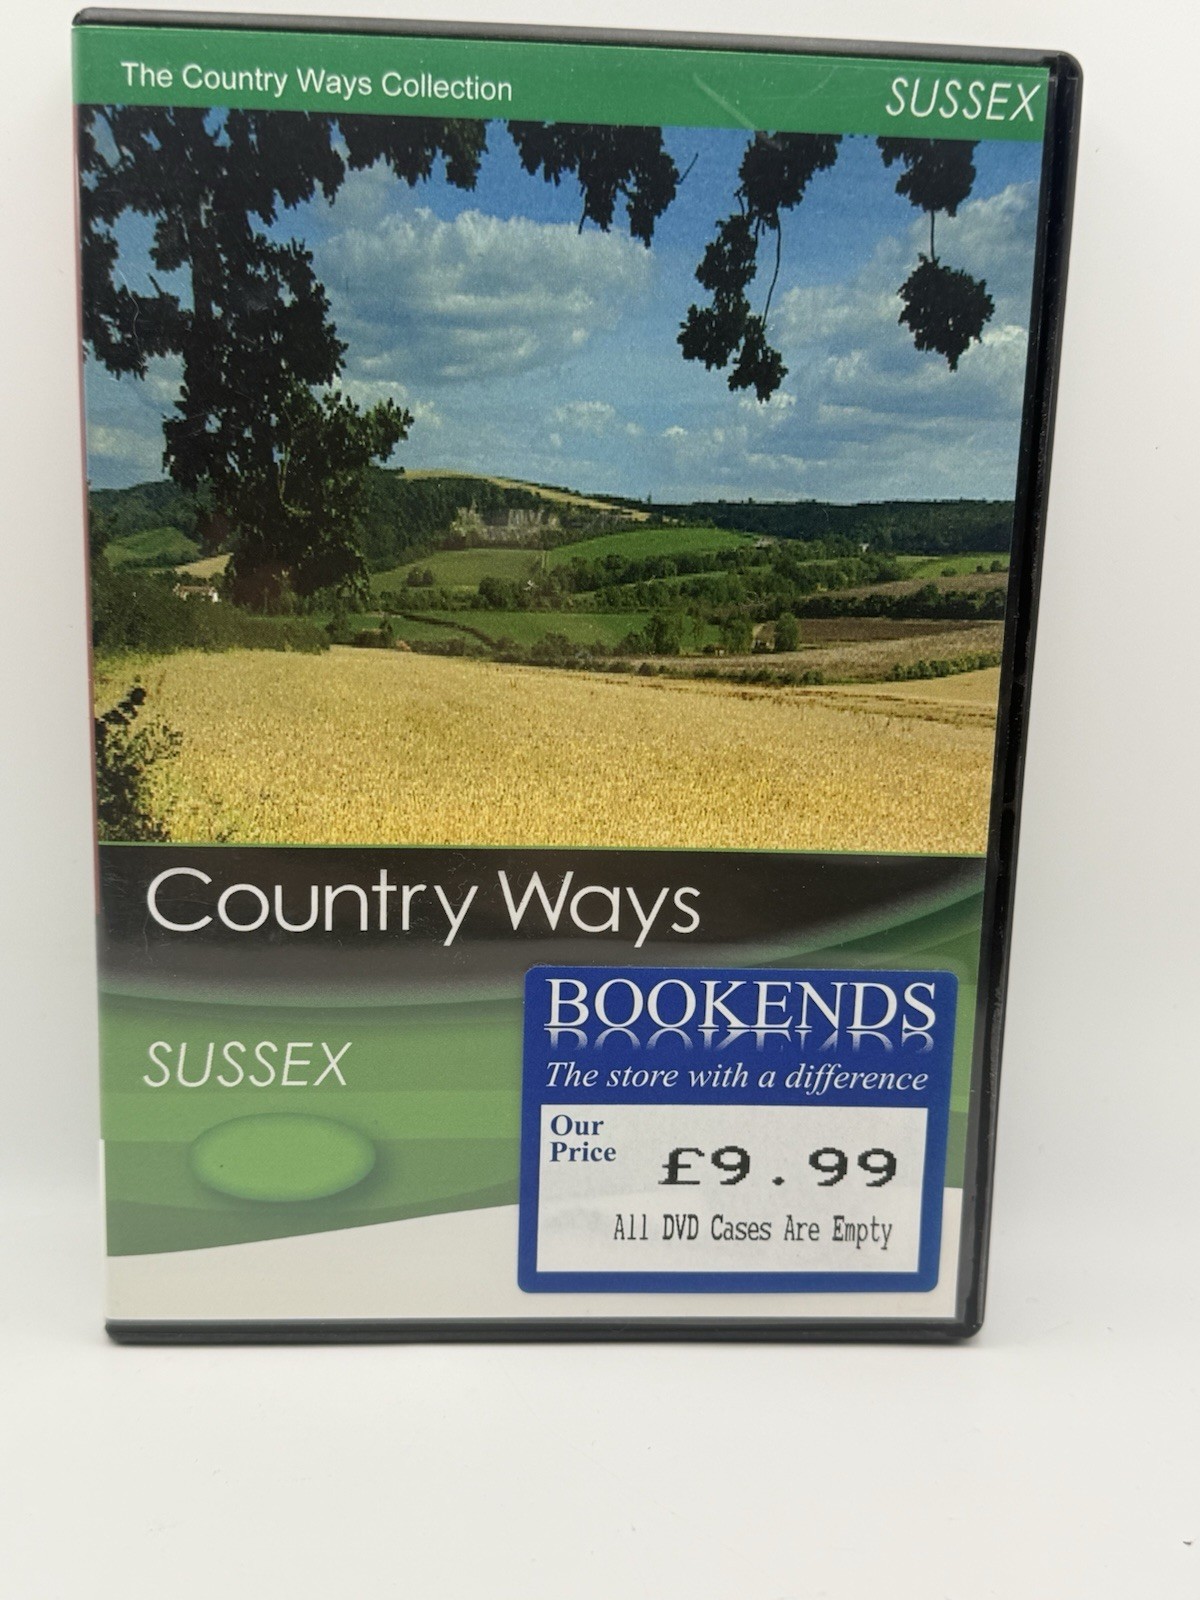 The Country Ways Collection
SUSSEX
Country Ways
SUSSEX
BOOKENDS
The store with a difference
Our
Price
£9.99
All DVD Cases Are Empty